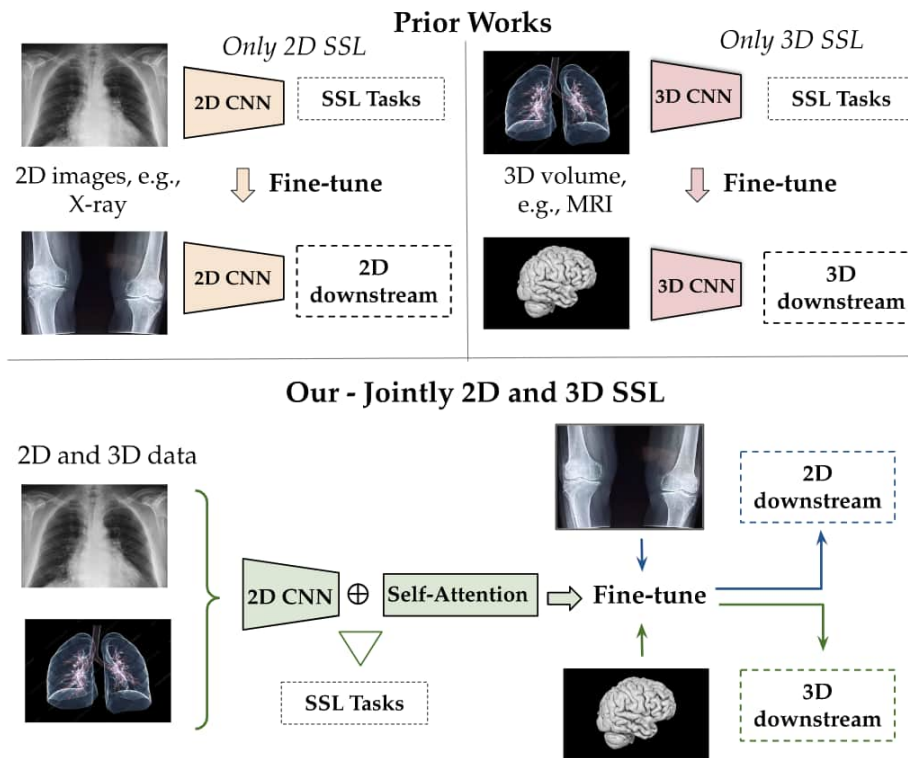 Prior Works
Only 2D SSL
2D CNN
SSL Tasks
2D images, e.g.,
X-ray
Fine-tune
2D CNN
2D
downstream
Only 3D SSL
3D CNN
SSL Tasks
3D volume,
e.g., MRI
Fine-tune
3D CNN
3D
downstream
Our - Jointly 2D and 3D SSL
2D and 3D data
2D CNN
⊕
Self-Attention
SSL Tasks
Fine-tune
2D
downstream
3D
downstream